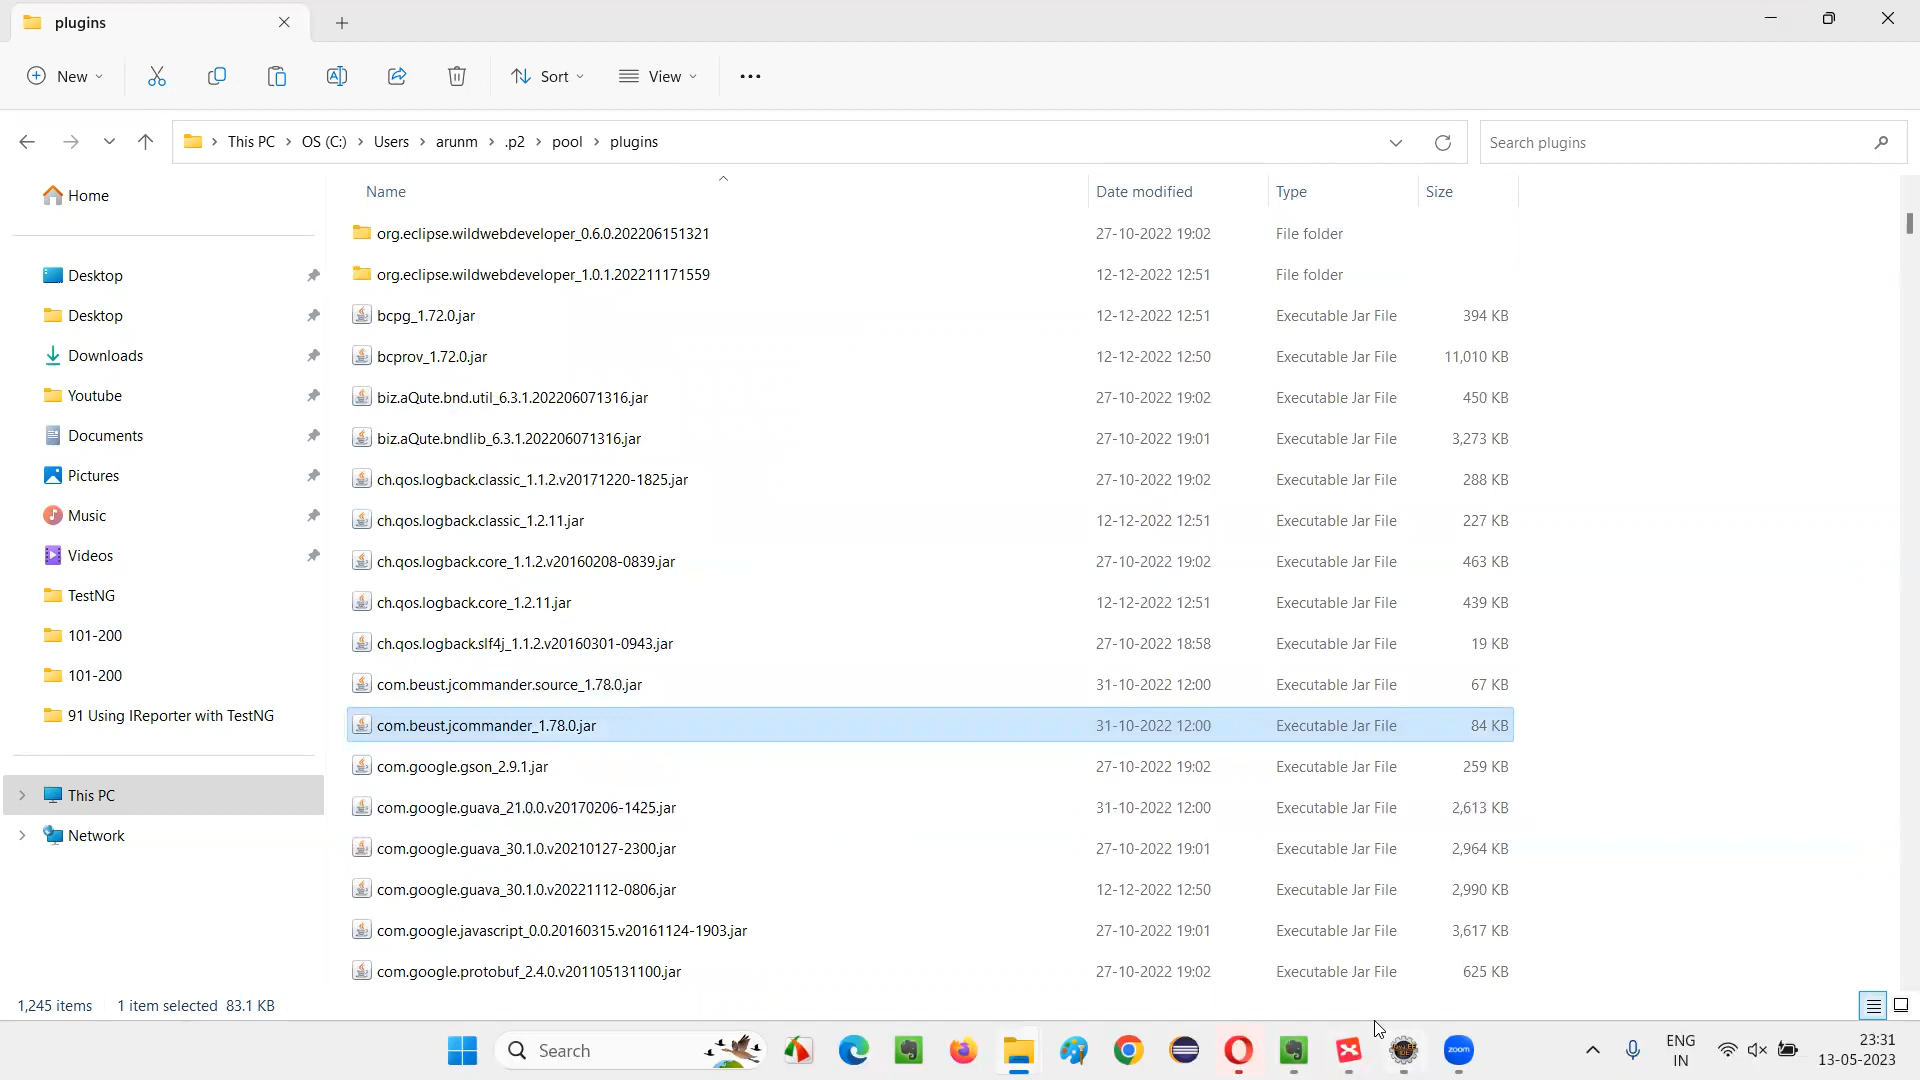 plugins
New
Sort
View
This PC
OS (C:)
Users
arunm
.p2
pool
plugins
Search plugins
Name
Date modified
Type
Size
Home
Desktop
Desktop
Downloads
Youtube
Documents
Pictures
Music
Videos
TestNG
101-200
101-200
91 Using IReporter with TestNG
This PC
Network
org.eclipse.wildwebdeveloper_0.6.0.202206151321 27-10-2022 19:02 File folder
org.eclipse.wildwebdeveloper_1.0.1.202211171559 12-12-2022 12:51 File folder
bcpg_1.72.0.jar 12-12-2022 12:51 Executable Jar File 394 KB
bcprov_1.72.0.jar 12-12-2022 12:50 Executable Jar File 11,010 KB
biz.aQute.bnd.util_6.3.1.202206071316.jar 27-10-2022 19:02 Executable Jar File 450 KB
biz.aQute.bndlib_6.3.1.202206071316.jar 27-10-2022 19:01 Executable Jar File 3,273 KB
ch.qos.logback.classic_1.1.2.v20171220-1825.jar 27-10-2022 19:02 Executable Jar File 288 KB
ch.qos.logback.classic_1.2.11.jar 12-12-2022 12:51 Executable Jar File 227 KB
ch.qos.logback.core_1.1.2.v20160208-0839.jar 27-10-2022 19:02 Executable Jar File 463 KB
ch.qos.logback.core_1.2.11.jar 12-12-2022 12:51 Executable Jar File 439 KB
ch.qos.logback.slf4j_1.1.2.v20160301-0943.jar 27-10-2022 18:58 Executable Jar File 19 KB
com.beust.jcommander.source_1.78.0.jar 31-10-2022 12:00 Executable Jar File 67 KB
com.beust.jcommander_1.78.0.jar 31-10-2022 12:00 Executable Jar File 84 KB
com.google.gson_2.9.1.jar 27-10-2022 19:02 Executable Jar File 259 KB
com.google.guava_21.0.0.v20170206-1425.jar 31-10-2022 12:00 Executable Jar File 2,613 KB
com.google.guava_30.1.0.v20210127-2300.jar 27-10-2022 19:01 Executable Jar File 2,964 KB
com.google.guava_30.1.0.v20221112-0806.jar 12-12-2022 12:50 Executable Jar File 2,990 KB
com.google.javascript_0.0.20160315.v20161124-1903.jar 27-10-2022 19:01 Executable Jar File 3,617 KB
com.google.protobuf_2.4.0.v201105131100.jar 27-10-2022 19:02 Executable Jar File 625 KB
1,245 items 1 item selected 83.1 KB
Search
zoom
ENG
IN
23:31
13-05-2023